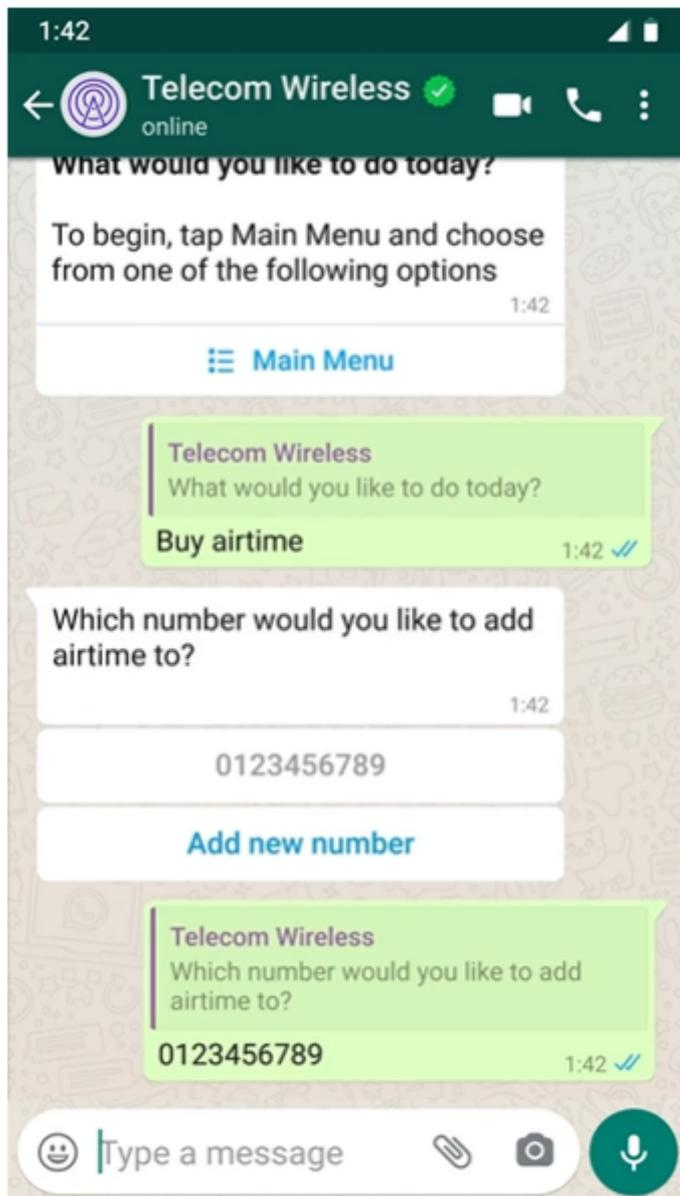 1:42
Telecom Wireless
online
What would you like to do today?
To begin, tap Main Menu and choose
from one of the following options
1:42
Main Menu
Telecom Wireless
What would you like to do today?
Buy airtime
1:42
Which number would you like to add
airtime to?
1:42
0123456789
Add new number
Telecom Wireless
Which number would you like to add
airtime to?
0123456789
1:42
Type a message